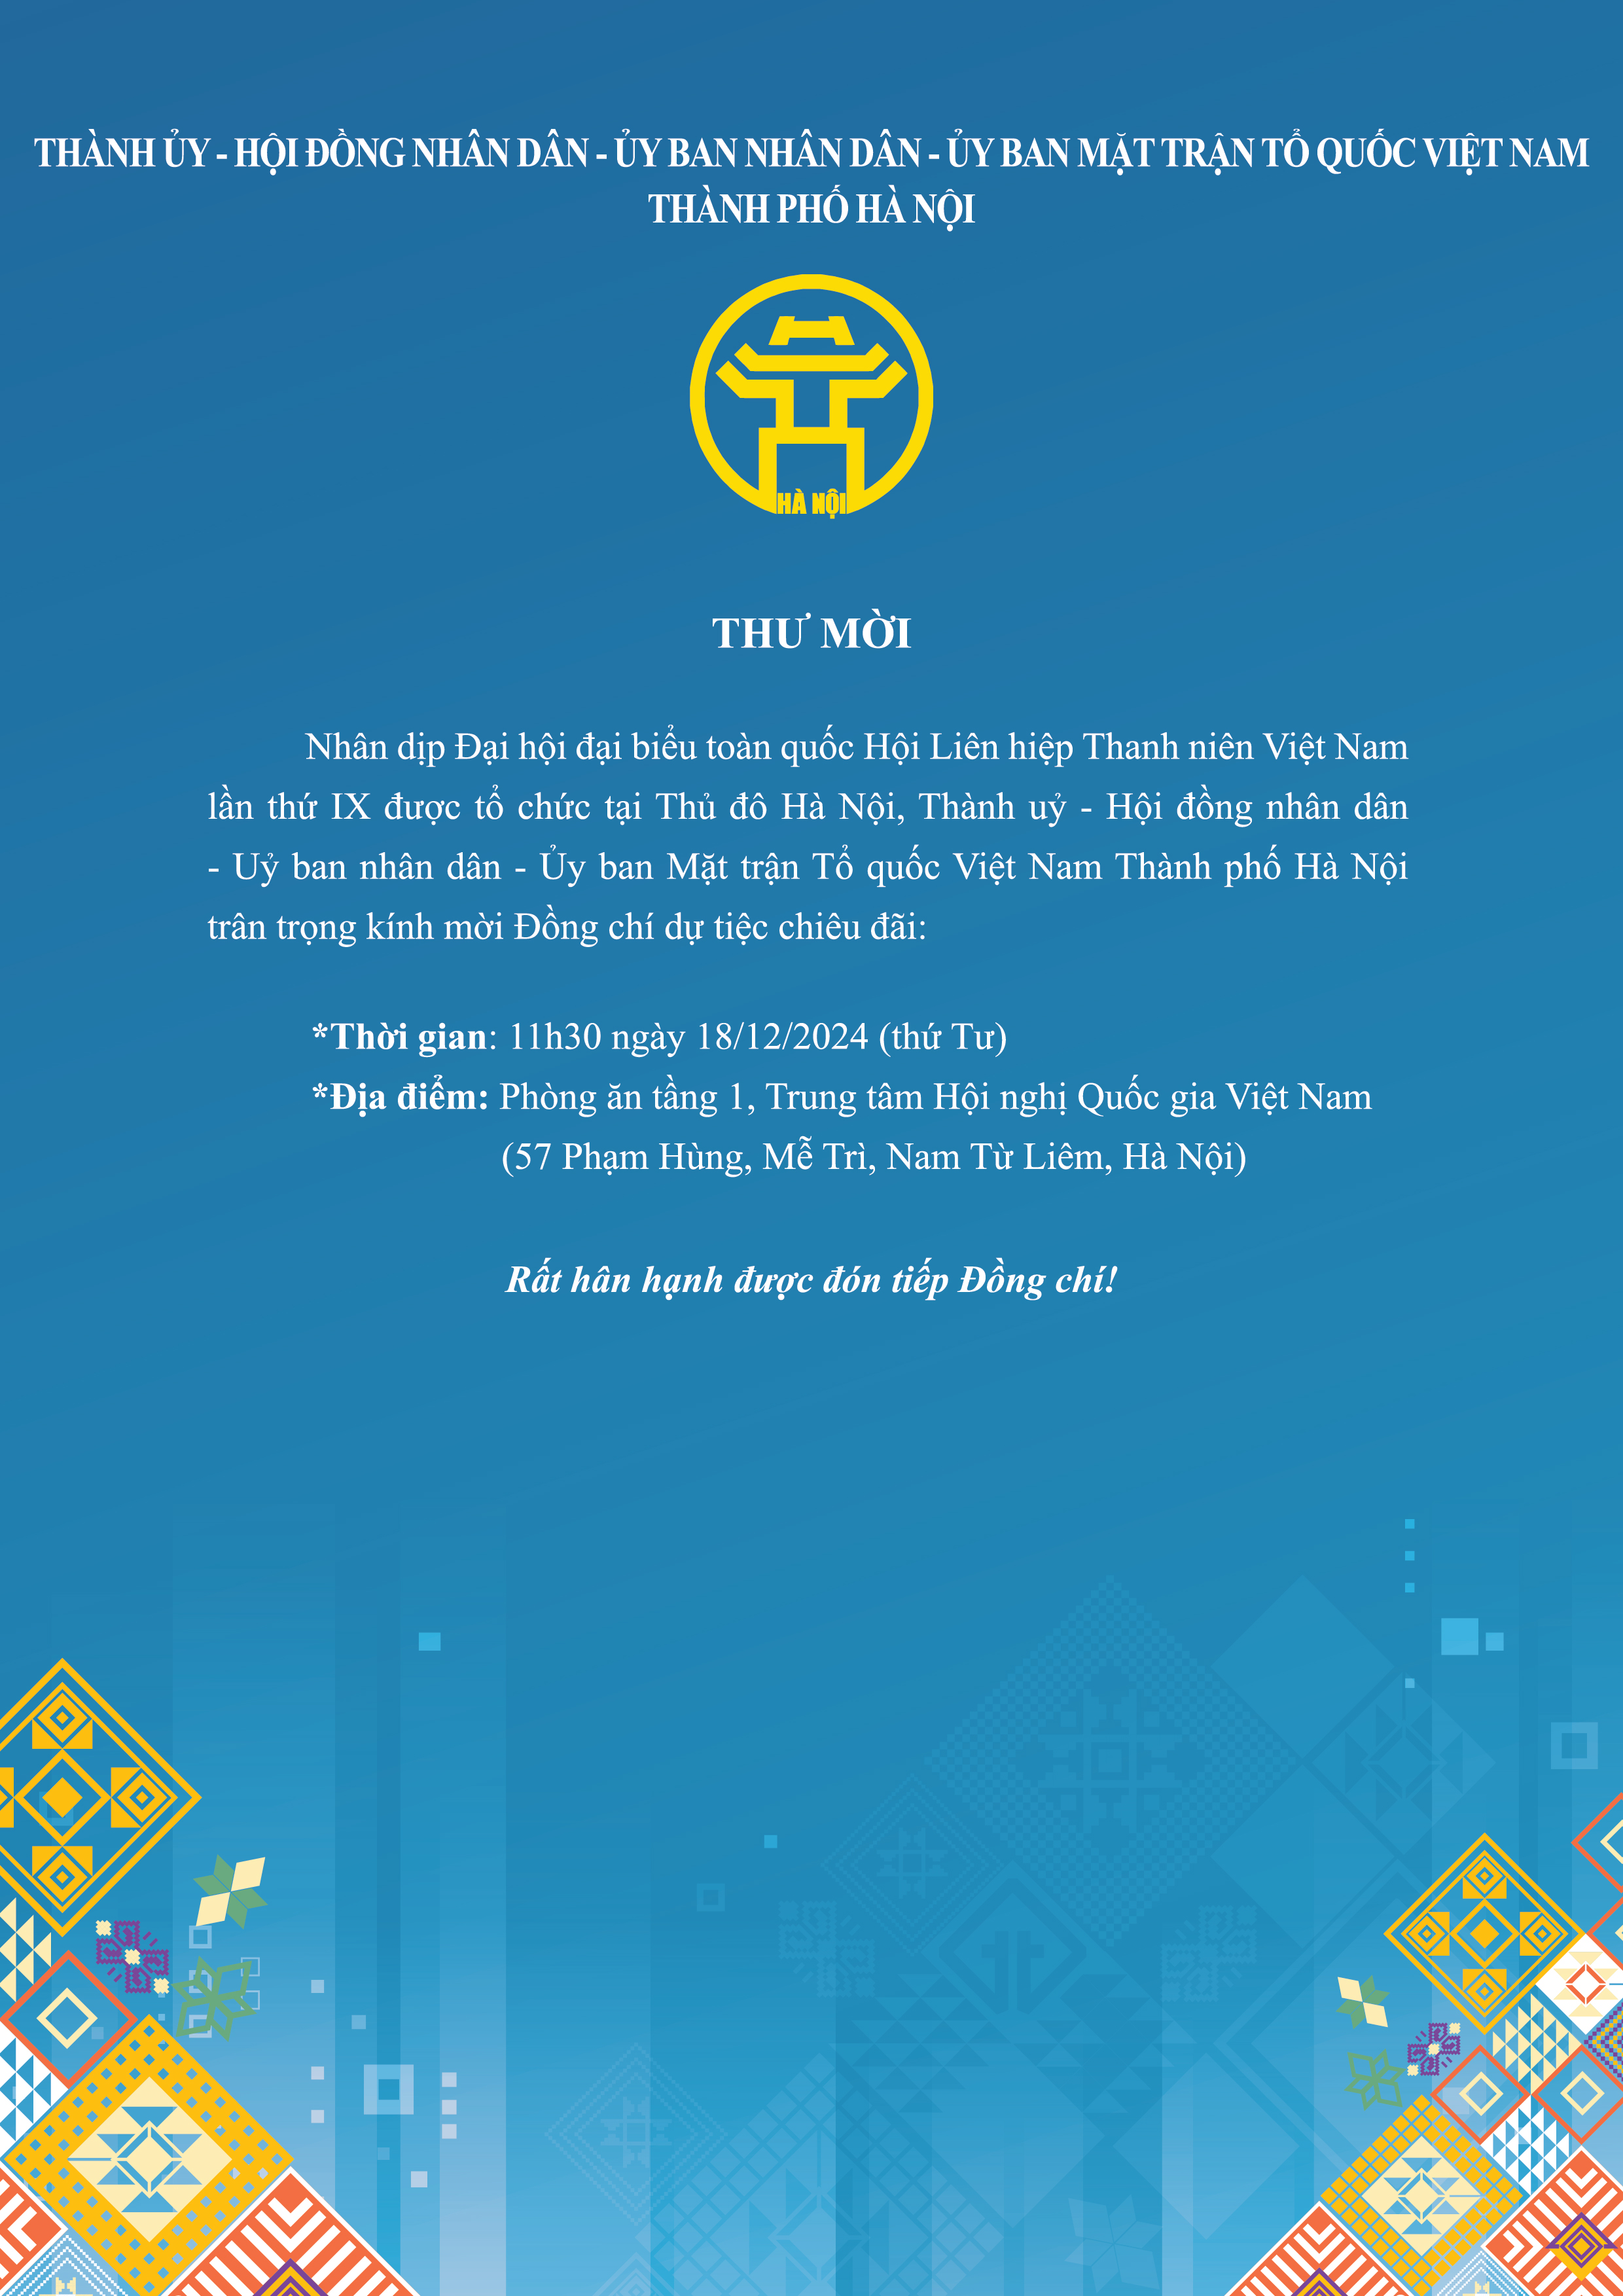 THÀNH ỦY - HỘI ĐỒNG NHÂN DÂN - ỦY BAN NHÂN DÂN - ỦY BAN MẶT TRẬN TỔ QUỐC VIỆT NAM
THÀNH PHỐ HÀ NỘI
HÀ NỘI
THƯ MỜI
Nhân dịp Đại hội đại biểu toàn quốc Hội Liên hiệp Thanh niên Việt Nam
lần thứ IX được tổ chức tại Thủ đô Hà Nội, Thành uỷ - Hội đồng nhân dân
- Uỷ ban nhân dân - Ủy ban Mặt trận Tổ quốc Việt Nam Thành phố Hà Nội
trân trọng kính mời Đồng chí dự tiệc chiêu đãi:
*Thời gian: 11h30 ngày 18/12/2024 (thứ Tư)
*Địa điểm: Phòng ăn tầng 1, Trung tâm Hội nghị Quốc gia Việt Nam
(57 Phạm Hùng, Mễ Trì, Nam Từ Liêm, Hà Nội)
Rất hân hạnh được đón tiếp Đồng chí!